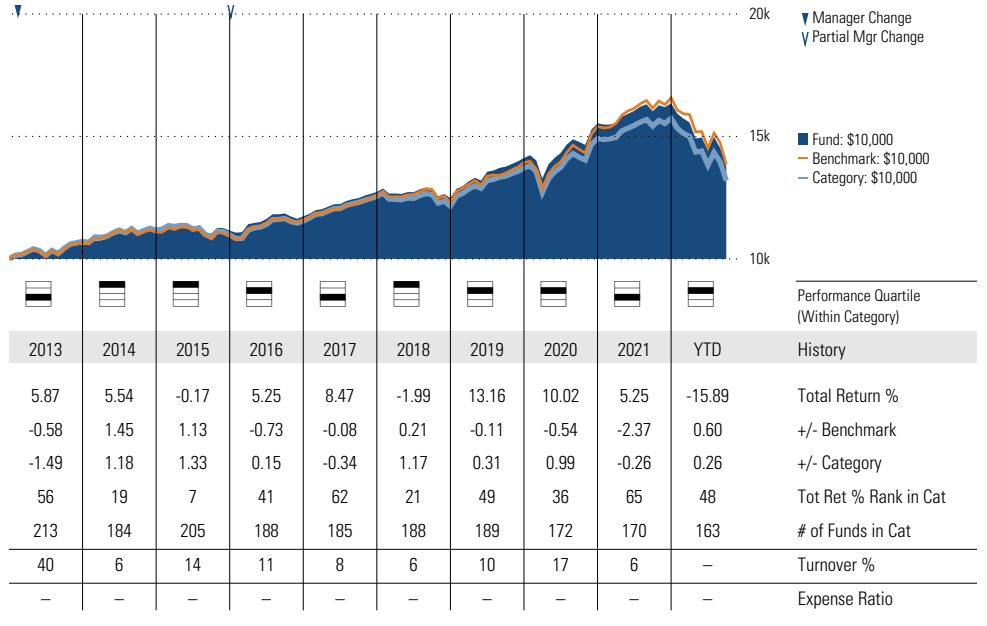 20k
Manager Change
Partial Mgr Change
15k
Fund: $10,000
Benchmark: $10,000
Category: $10,000
10k
Performance Quartile
(Within Category)
2013 2014 2015 2016 2017 2018 2019 2020 2021 YTD History
5.87 5.54 -0.17 5.25 8.47 -1.99 13.16 10.02 5.25 -15.89 Total Return %
-0.58 1.45 1.13 -0.73 -0.08 0.21 -0.11 -0.54 -2.37 0.60 +/- Benchmark
-1.49 1.18 1.33 0.15 -0.34 1.17 0.31 0.99 -0.26 0.26 +/- Category
56 19 7 41 62 21 49 36 65 48 Tot Ret % Rank in Cat
213 184 205 188 185 188 189 172 170 163 # of Funds in Cat
40 6 14 11 8 6 10 17 6 – Turnover %
– – – – – – – – – – Expense Ratio